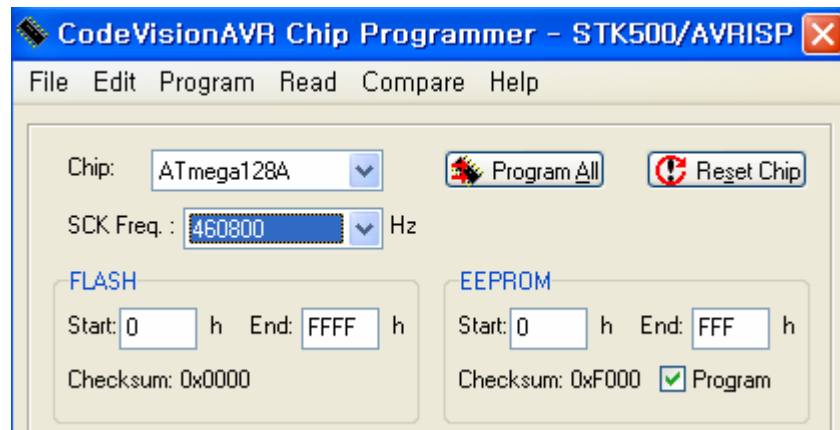 CodeVisionAVR Chip Programmer - STK500/AVRISP
File Edit Program Read Compare Help
Chip: ATmega128A Program All Reset Chip
SCK Freq. : 460800 Hz
FLASH EEPROM
Start: 0 h End: FFFF h Start: 0 h End: FFF h
Checksum: 0x0000 Checksum: 0xF000 Program